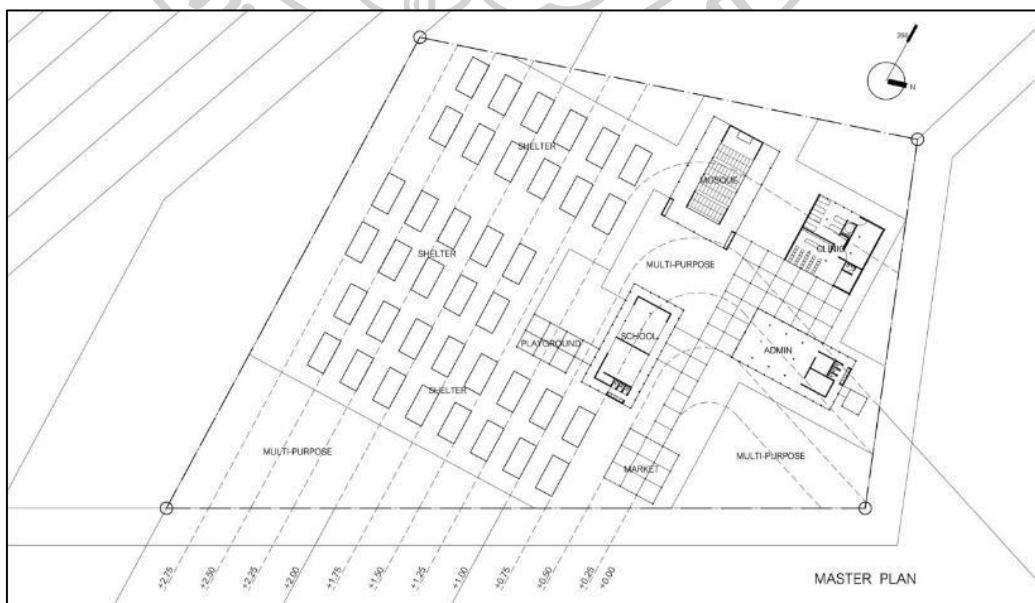 N
SHELTER
MOSQUE
CLINIC
SHELTER
MULTI-PURPOSE
SCHOOL
PLAYGROUND
ADMIN
SHELTER
MULTI-PURPOSE
MARKET
MULTI-PURPOSE
+2.75
+2.50
+2.25
+2.00
+1.75
+1.50
+1.25
+1.00
+0.75
+0.50
+0.25
+0.00
MASTER PLAN